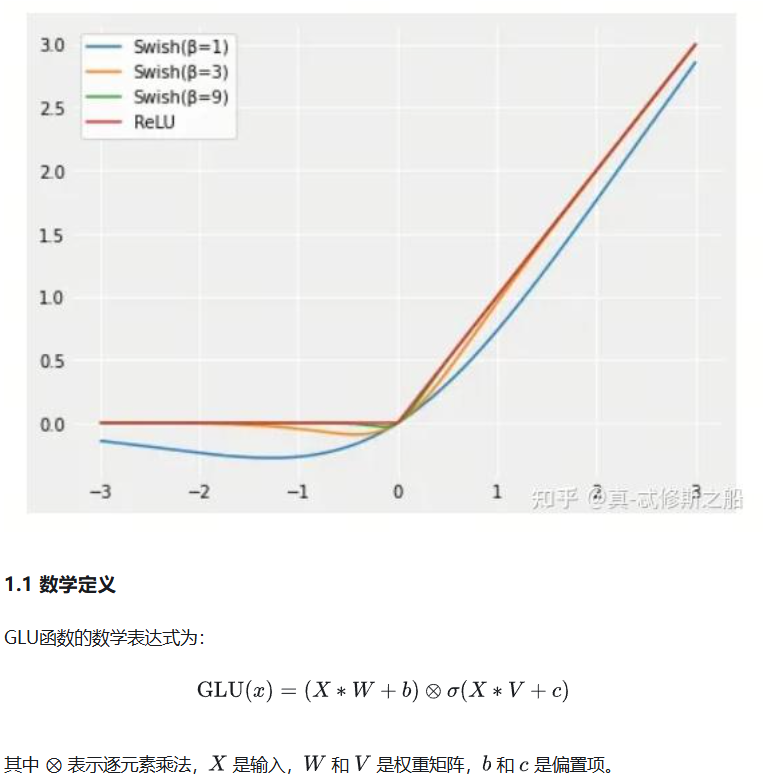 Swish(β=1)
Swish(β=3)
Swish(β=9)
ReLU
3.0
2.5
2.0
1.5
1.0
0.5
0.0
−3 −2 −1 0 1 2 3
知乎 @真-忒修斯之船
1.1 数学定义
GLU函数的数学表达式为：
GLU(x) = (X ∗ W + b) ⊗ σ(X ∗ V + c)
其中 ⊗ 表示逐元素乘法，X 是输入，W 和 V 是权重矩阵，b 和 c 是偏置项。